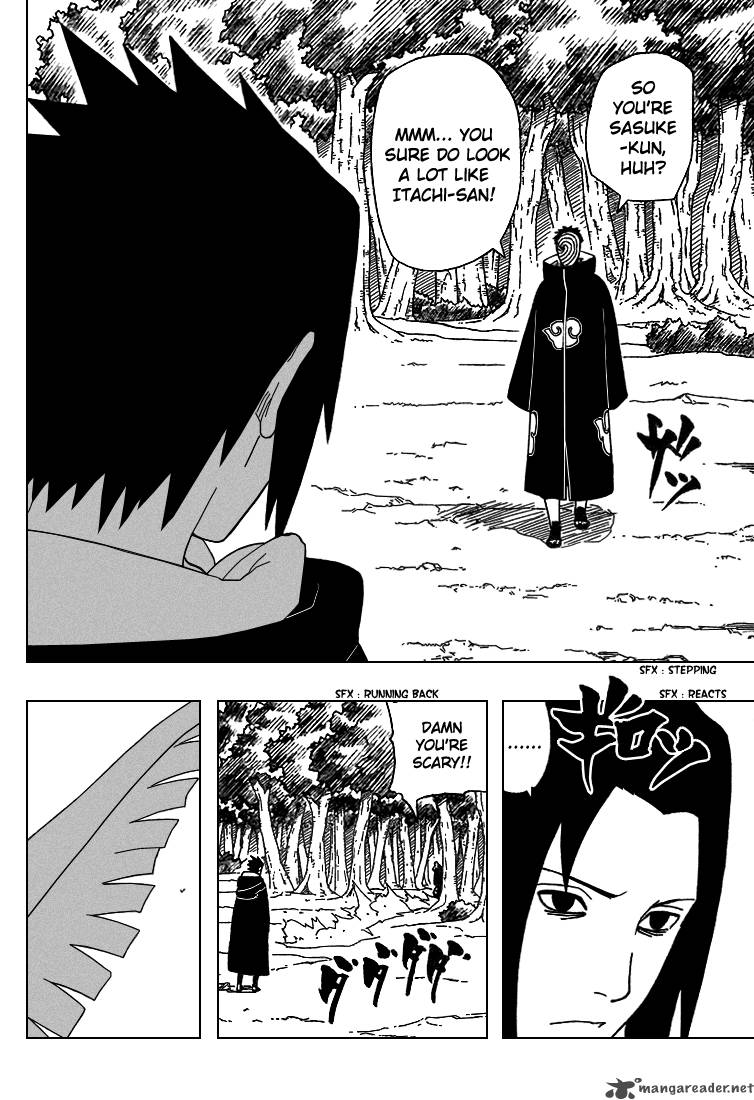 SO
YOU'RE
SASUKE
-KUN,
HUH?
MMM... YOU
SURE DO LOOK
A LOT LIKE
ITACHI-SAN!
ザッ
SFX : STEPPING
SFX : REACTS
......
ギロッ
SFX : RUNNING BACK
DAMN
YOU'RE
SCARY!!
mangareader.net